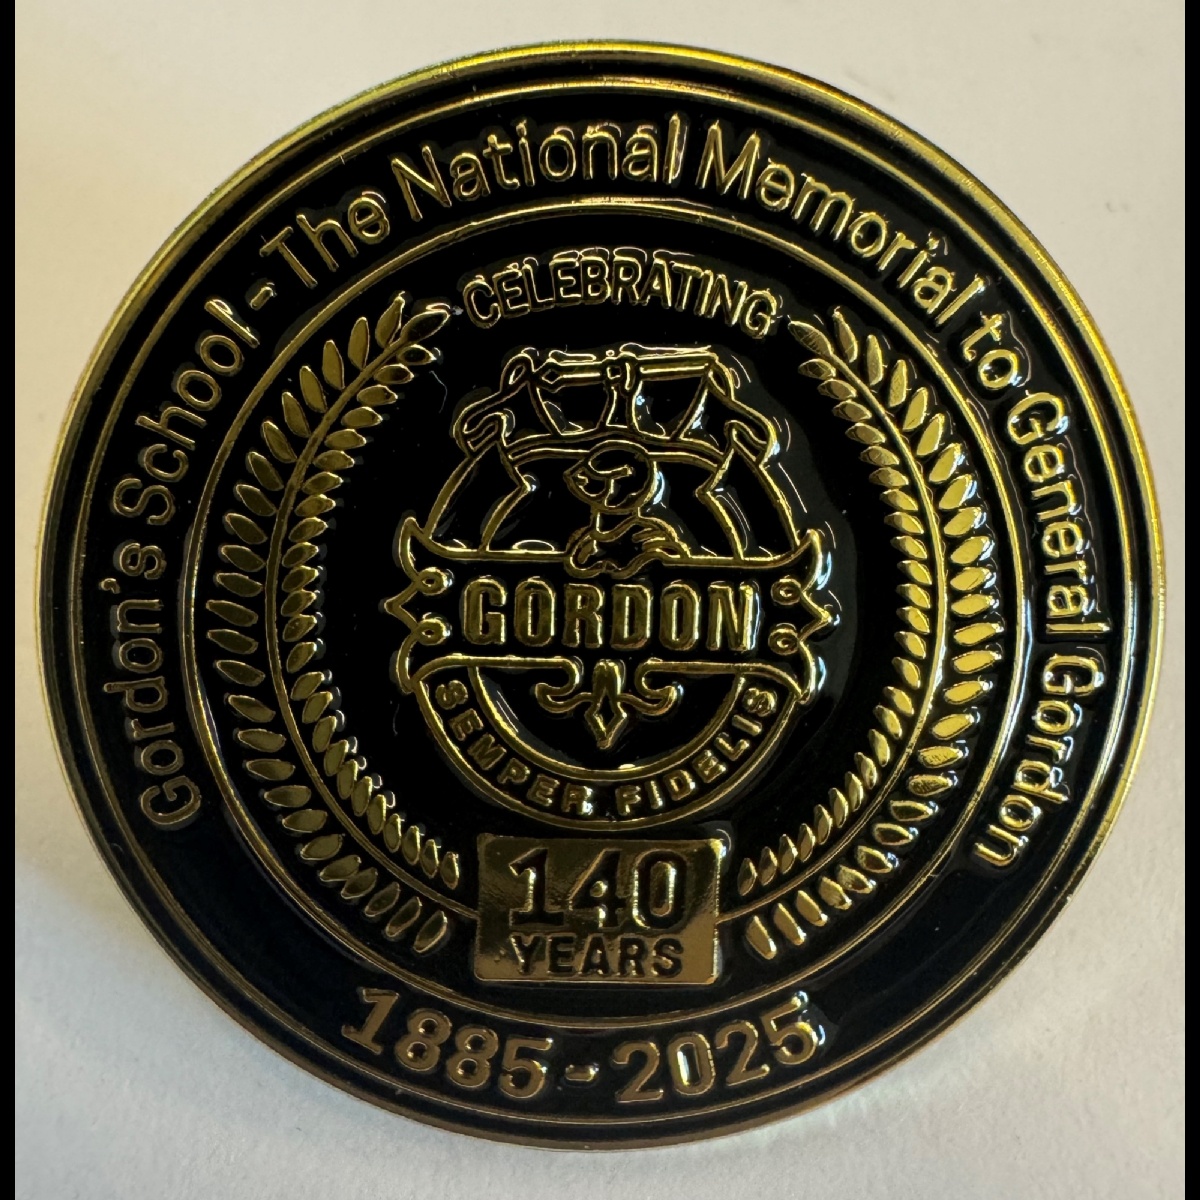 Gordon's School - The National Memorial to General Gordon
CELEBRATING
GORDON
SEMPER FIDELIS
140
YEARS
1885 - 2025